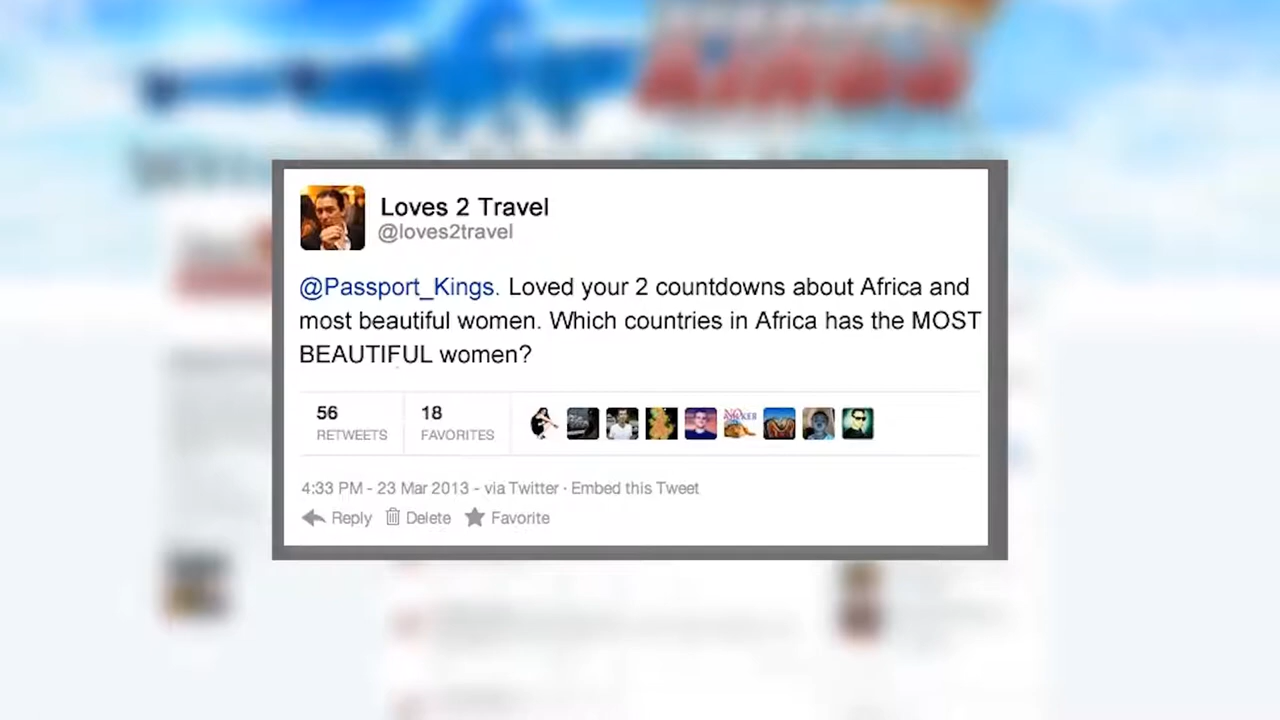 Loves 2 Travel
@loves2travel
@Passport_Kings. Loved your 2 countdowns about Africa and
most beautiful women. Which countries in Africa has the MOST
BEAUTIFUL women?
56
RETWEETS
18
FAVORITES
4:33 PM - 23 Mar 2013 - via Twitter · Embed this Tweet
Reply Delete Favorite